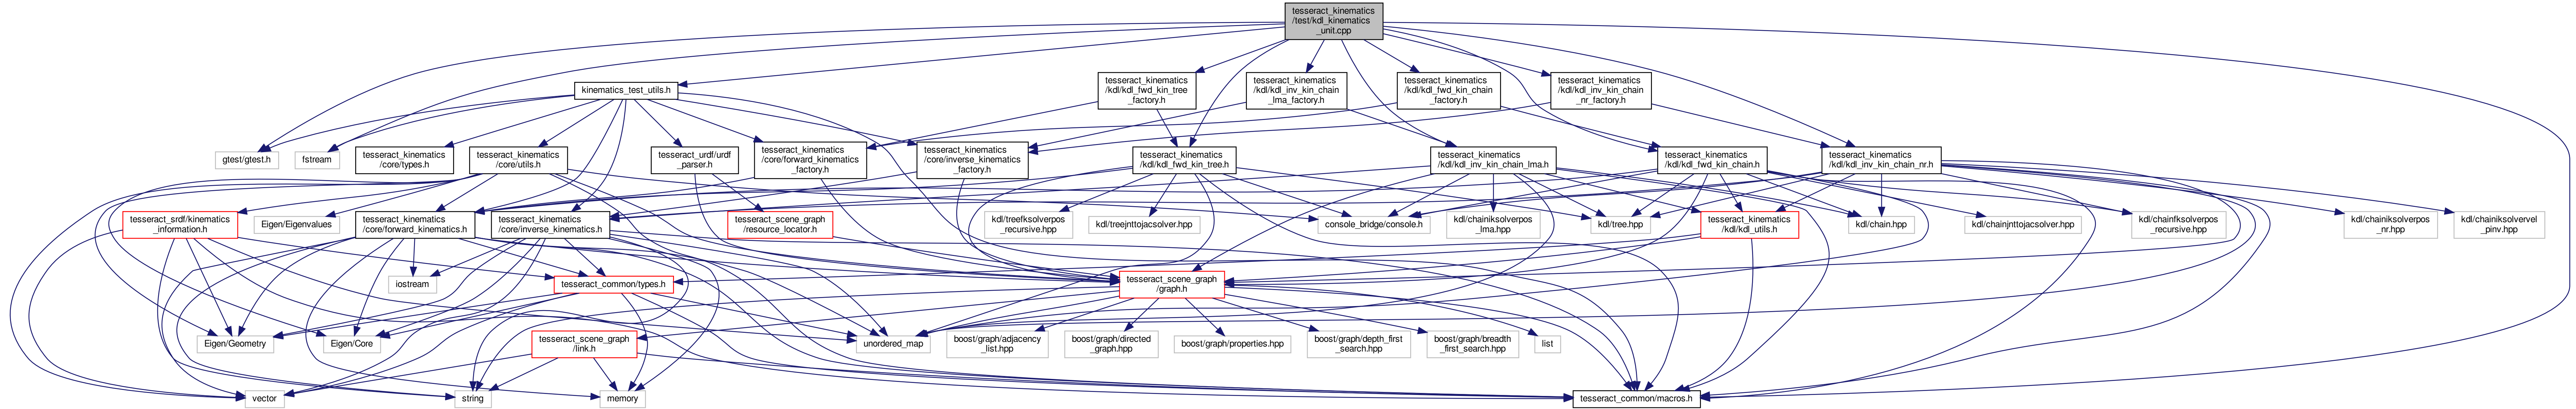 tesseract_kinematics
/test/kdl_kinematics
_unit.cpp
kinematics_test_utils.h
tesseract_kinematics
/kdl/kdl_fwd_kin_tree
_factory.h
tesseract_kinematics
/kdl/kdl_inv_kin_chain
_lma_factory.h
tesseract_kinematics
/kdl/kdl_fwd_kin_chain
_factory.h
tesseract_kinematics
/kdl/kdl_inv_kin_chain
_nr_factory.h
gtest/gtest.h
fstream
tesseract_kinematics
/core/types.h
tesseract_kinematics
/core/utils.h
tesseract_urdf/urdf
_parser.h
tesseract_kinematics
/core/forward_kinematics
_factory.h
tesseract_kinematics
/core/inverse_kinematics
_factory.h
tesseract_kinematics
/kdl/kdl_fwd_kin_tree.h
tesseract_kinematics
/kdl/kdl_inv_kin_chain_lma.h
tesseract_kinematics
/kdl/kdl_fwd_kin_chain.h
tesseract_kinematics
/kdl/kdl_inv_kin_chain_nr.h
tesseract_srdf/kinematics
_information.h
Eigen/Eigenvalues
tesseract_kinematics
/core/forward_kinematics.h
tesseract_kinematics
/core/inverse_kinematics.h
console_bridge/console.h
tesseract_scene_graph
/resource_locator.h
kdl/treefksolverpos
_recursive.hpp
kdl/treejnttojacsolver.hpp
kdl/chainiksolverpos
_lma.hpp
kdl/tree.hpp
tesseract_kinematics
/kdl/kdl_utils.h
kdl/chain.hpp
kdl/chainjnttojacsolver.hpp
kdl/chainfksolverpos
_recursive.hpp
kdl/chainiksolverpos
_nr.hpp
kdl/chainiksolvervel
_pinv.hpp
iostream
tesseract_common/types.h
tesseract_scene_graph
/graph.h
Eigen/Geometry
Eigen/Core
tesseract_scene_graph
/link.h
unordered_map
boost/graph/adjacency
_list.hpp
boost/graph/directed
_graph.hpp
boost/graph/properties.hpp
boost/graph/depth_first
_search.hpp
boost/graph/breadth
_first_search.hpp
list
vector
string
memory
tesseract_common/macros.h